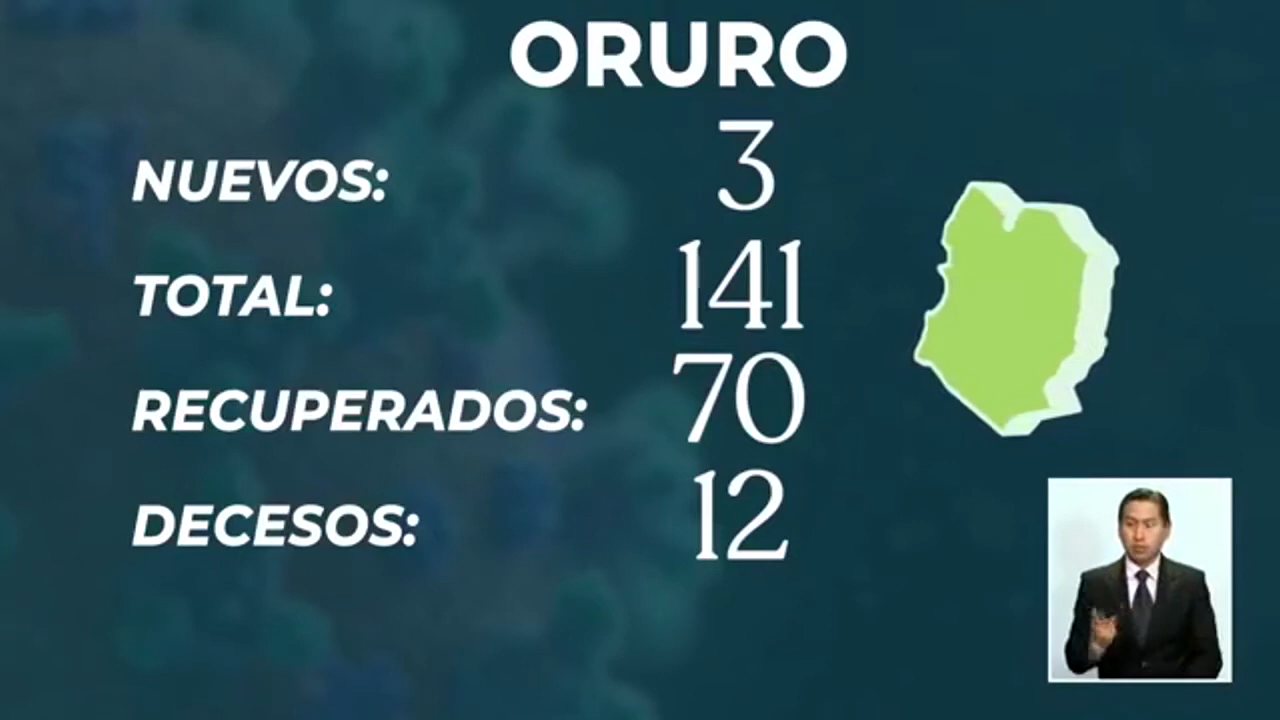 ORURO
NUEVOS: 3
TOTAL: 141
RECUPERADOS: 70
DECESOS: 12